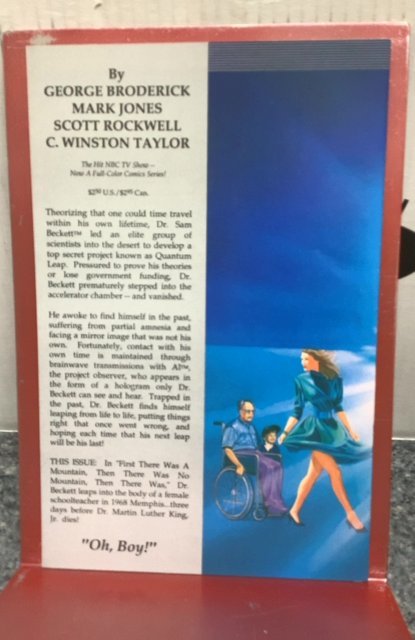 By
GEORGE BRODERICK
MARK JONES
SCOTT ROCKWELL
C. WINSTON TAYLOR
The Hit NBC TV Show—
Now A Full-Color Comics Series!
$2⁵⁰ U.S./$2⁹⁵ Can.
Theorizing that one could time travel
within his own lifetime, Dr. Sam
Beckett™ led an elite group of
scientists into the desert to develop a
top secret project known as Quantum
Leap. Pressured to prove his theories
or lose government funding, Dr.
Beckett prematurely stepped into the
accelerator chamber — and vanished.
He awoke to find himself in the past,
suffering from partial amnesia and
facing a mirror image that was not his
own. Fortunately, contact with his
own time is maintained through
brainwave transmissions with Al™,
the project observer, who appears in
the form of a hologram only Dr.
Beckett can see and hear. Trapped in
the past, Dr. Beckett finds himself
leaping from life to life, putting things
right that once went wrong, and
hoping each time that his next leap
will be his last!
THIS ISSUE: In "First There Was A
Mountain, Then There Was No
Mountain, Then There Was," Dr.
Beckett leaps into the body of a female
schoolteacher in 1968 Memphis...three
days before Dr. Martin Luther King,
Jr. dies!
"Oh, Boy!"